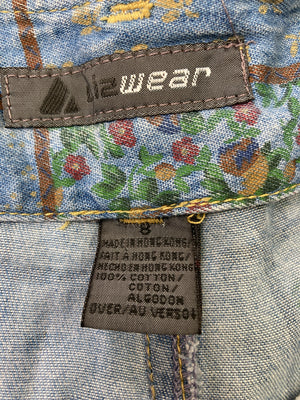 lizwear
8
MADE IN HONG KONG/
FAIT À HONG KONG/
HECHO EN HONG KONG
100% COTTON/
COTON/
ALGODON
OVER/AU VERSO